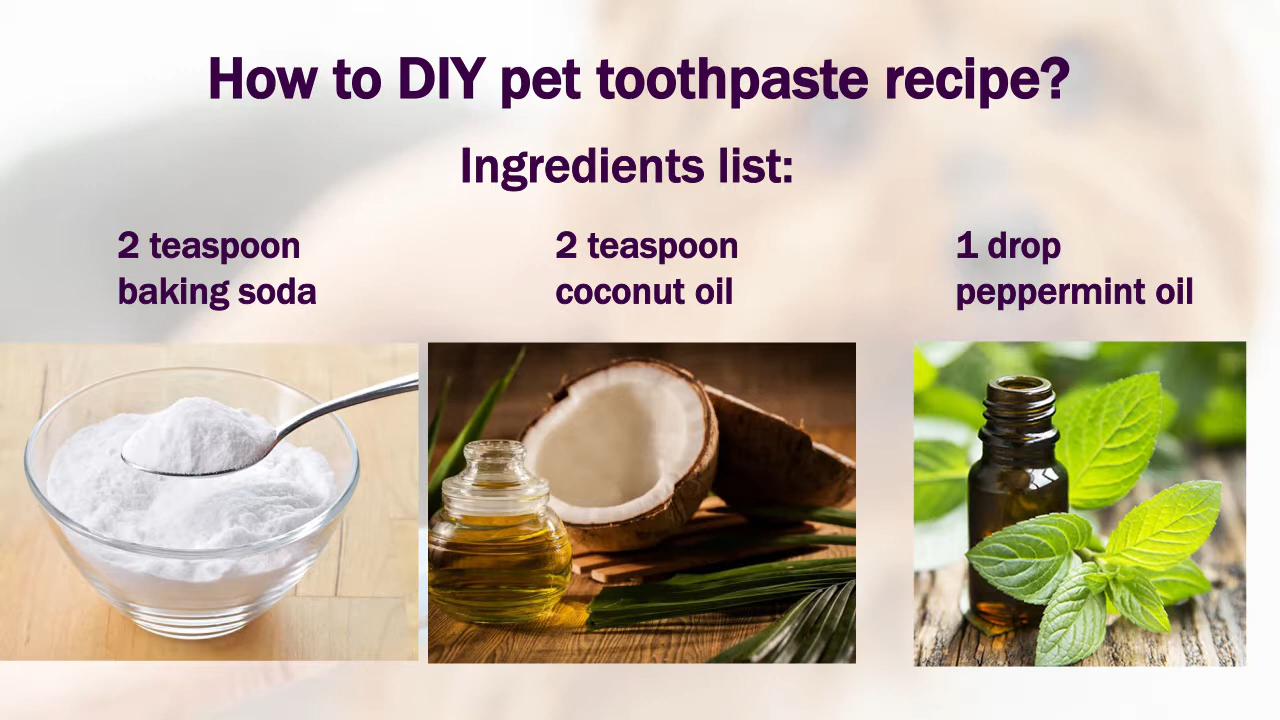 How to DIY pet toothpaste recipe?
Ingredients list:
2 teaspoon
baking soda
2 teaspoon
coconut oil
1 drop
peppermint oil